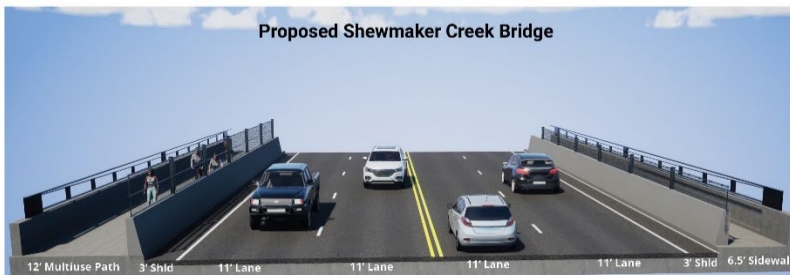 Proposed Shewmaker Creek Bridge
12' Multiuse Path 3' Shld 11' Lane 11' Lane 11' Lane 11' Lane 3' Shld 6.5' Sidewal